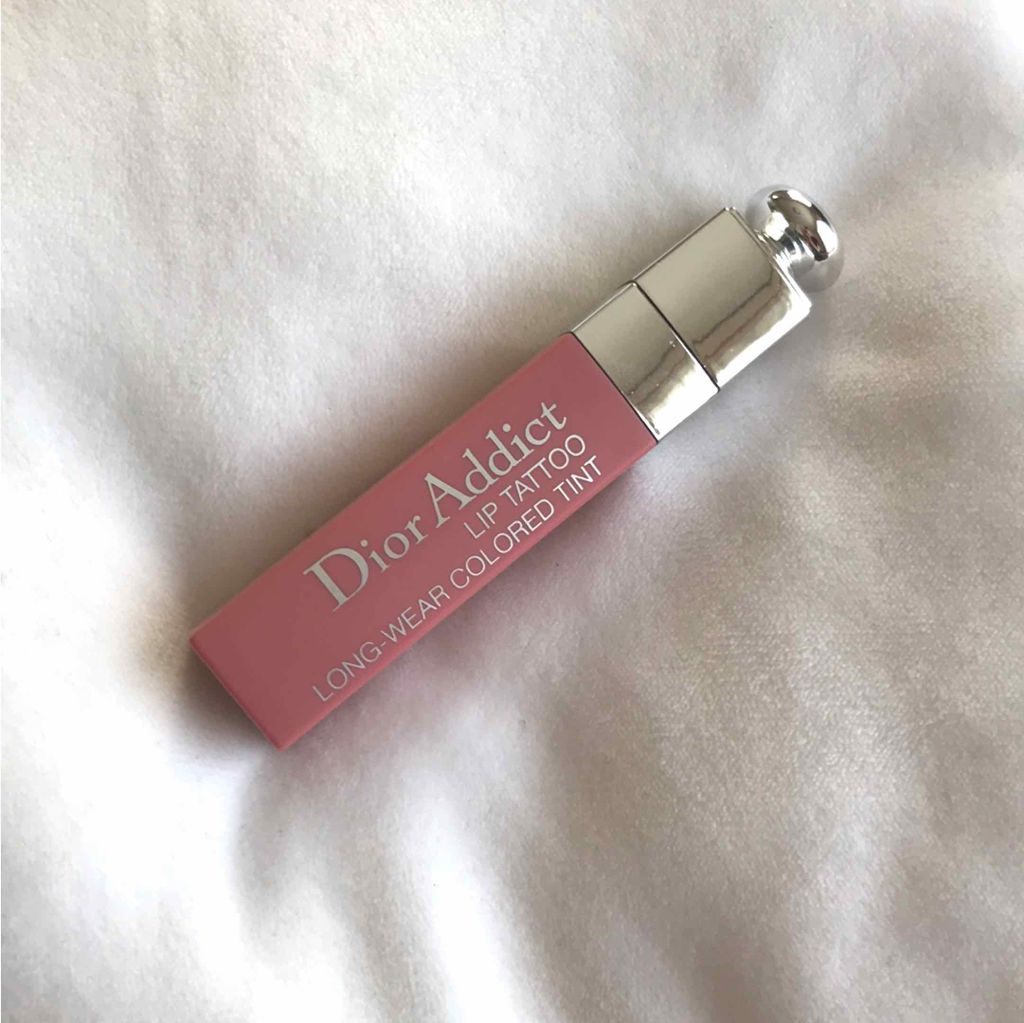 Dior Addict
LIP TATTOO
LONG-WEAR COLORED TINT